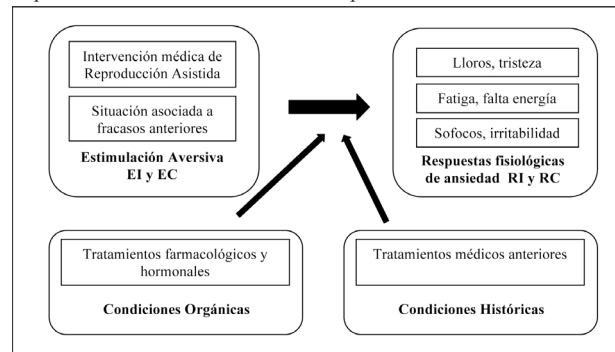 Intervención médica de
Reproducción Asistida
Situación asociada a
fracasos anteriores
Estimulación Aversiva
EI y EC
Lloros, tristeza
Fatiga, falta energía
Sofocos, irritabilidad
Respuestas fisiológicas
de ansiedad RI y RC
Tratamientos farmacológicos y
hormonales
Condiciones Orgánicas
Tratamientos médicos anteriores
Condiciones Históricas